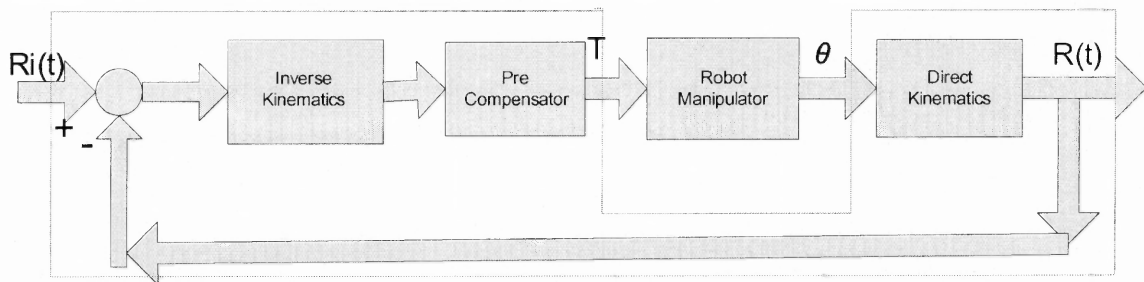 Ri(t)
+
-
Inverse
Kinematics
Pre
Compensator
T
Robot
Manipulator
θ
Direct
Kinematics
R(t)